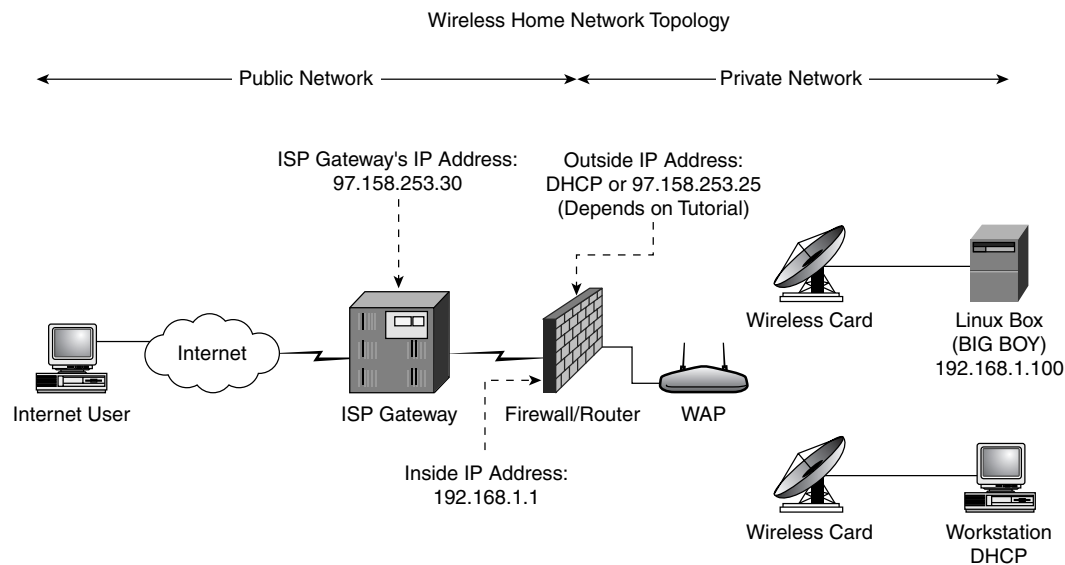 Wireless Home Network Topology
Public Network
Private Network
ISP Gateway's IP Address:
97.158.253.30
Outside IP Address:
DHCP or 97.158.253.25
(Depends on Tutorial)
Wireless Card
Linux Box
(BIG BOY)
192.168.1.100
Internet
Internet User
ISP Gateway
Firewall/Router
WAP
Inside IP Address:
192.168.1.1
Wireless Card
Workstation
DHCP